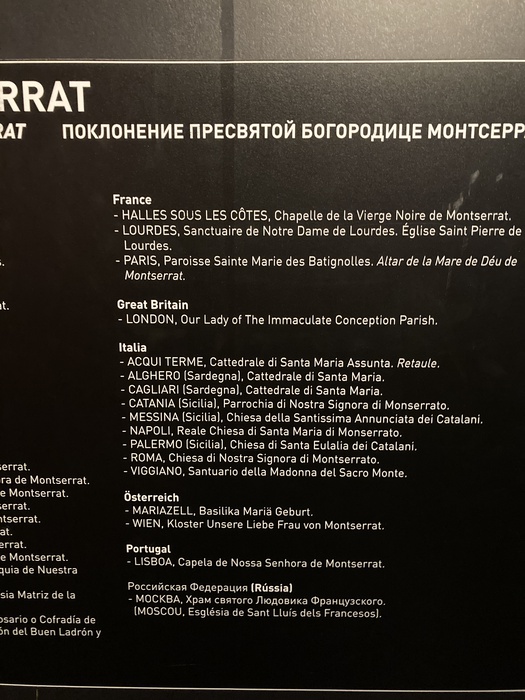 RRAT
RAT ПОКЛОНЕНИЕ ПРЕСВЯТОЙ БОГОРОДИЦЕ МОНТСЕРР
France
- HALLES SOUS LES CÔTES, Chapelle de la Vierge Noire de Montserrat.
- LOURDES, Sanctuaire de Notre Dame de Lourdes. Église Saint Pierre de
Lourdes.
- PARIS, Paroisse Sainte Marie des Batignolles. Altar de la Mare de Déu de
Montserrat.
Great Britain
- LONDON, Our Lady of The Immaculate Conception Parish.
Italia
- ACQUI TERME, Cattedrale di Santa Maria Assunta. Retaule.
- ALGHERO (Sardegna), Cattedrale di Santa Maria.
- CAGLIARI (Sardegna), Cattedrale di Santa Maria.
- CATANIA (Sicilia), Parrochia di Nostra Signora di Monserrato.
- MESSINA (Sicilia), Chiesa della Santissima Annunciata dei Catalani.
- NAPOLI, Reale Chiesa di Santa Maria di Monserrato.
- PALERMO (Sicilia), Chiesa di Santa Eulalia dei Catalani.
- ROMA, Chiesa di Nostra Signora di Montserrato.
- VIGGIANO, Santuario della Madonna del Sacro Monte.
Österreich
- MARIAZELL, Basilika Mariä Geburt.
- WIEN, Kloster Unsere Liebe Frau von Montserrat.
Portugal
- LISBOA, Capela de Nossa Senhora de Montserrat.
Российская Федерация (Rússia)
- МОСКВА, Храм святого Людовика Французского.
(MOSCOU, Església de Sant Lluís dels Francesos).
serrat.
ora de Montserrat.
e Montserrat.
serrat.
ntserrat.
rat.
serrat.
e Montserrat.
quia de Nuestra
sia Matriz de la
osario o Cofradía de
ón del Buen Ladrón y